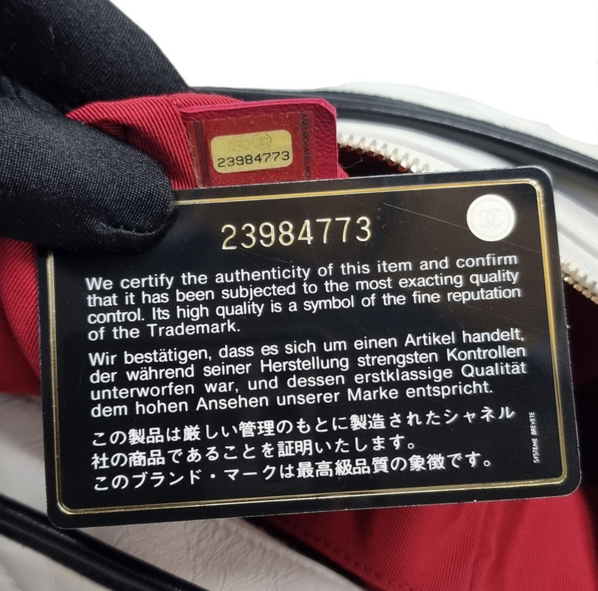 23984773
23984773
We certify the authenticity of this item and confirm
that it has been subjected to the most exacting quality
control. Its high quality is a symbol of the fine reputation
of the Trademark.
Wir bestätigen, dass es sich um einen Artikel handelt,
der während seiner Herstellung strengsten Kontrollen
unterworfen war, und dessen erstklassige Qualität
dem hohen Ansehen unserer Marke entspricht.
この製品は厳しい管理のもとに製造されたシャネル
社の商品であることを証明いたします。
このブランド・マークは最高級品質の象徴です。
SYSTEME BREVETE